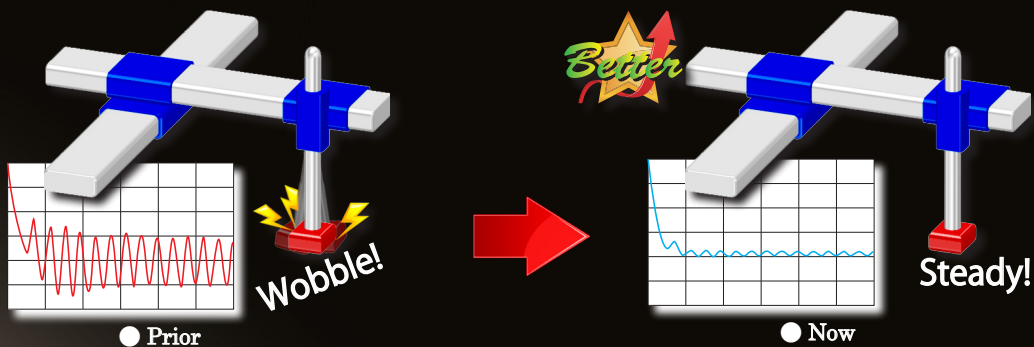 Better
Wobble!
Steady!
● Prior
● Now